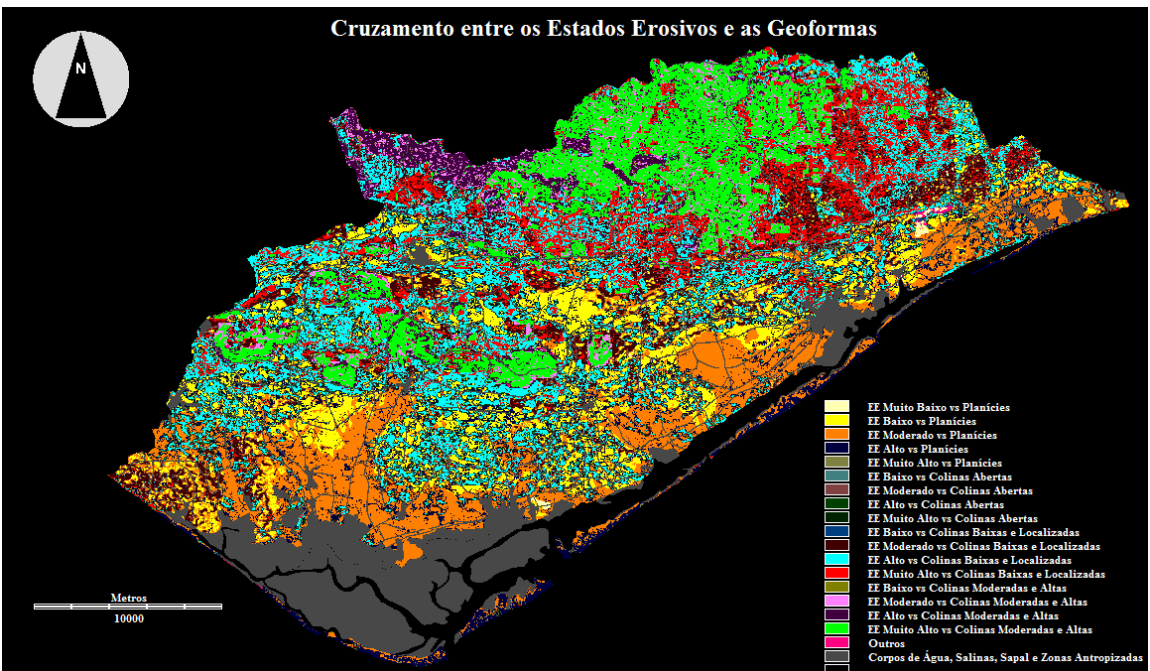 Cruzamento entre os Estados Erosivos e as Geoformas
N
EE Muito Baixo vs Planícies
EE Baixo vs Planícies
EE Moderado vs Planícies
EE Alto vs Planícies
EE Muito Alto vs Planícies
EE Baixo vs Colinas Abertas
EE Moderado vs Colinas Abertas
EE Alto vs Colinas Abertas
EE Muito Alto vs Colinas Abertas
EE Baixo vs Colinas Baixas e Localizadas
EE Moderado vs Colinas Baixas e Localizadas
EE Alto vs Colinas Baixas e Localizadas
EE Muito Alto vs Colinas Baixas e Localizadas
EE Baixo vs Colinas Moderadas e Altas
EE Moderado vs Colinas Moderadas e Altas
EE Alto vs Colinas Moderadas e Altas
EE Muito Alto vs Colinas Moderadas e Altas
Outros
Corpos de Água, Salinas, Sapal e Zonas Antropizadas
Metros
10000